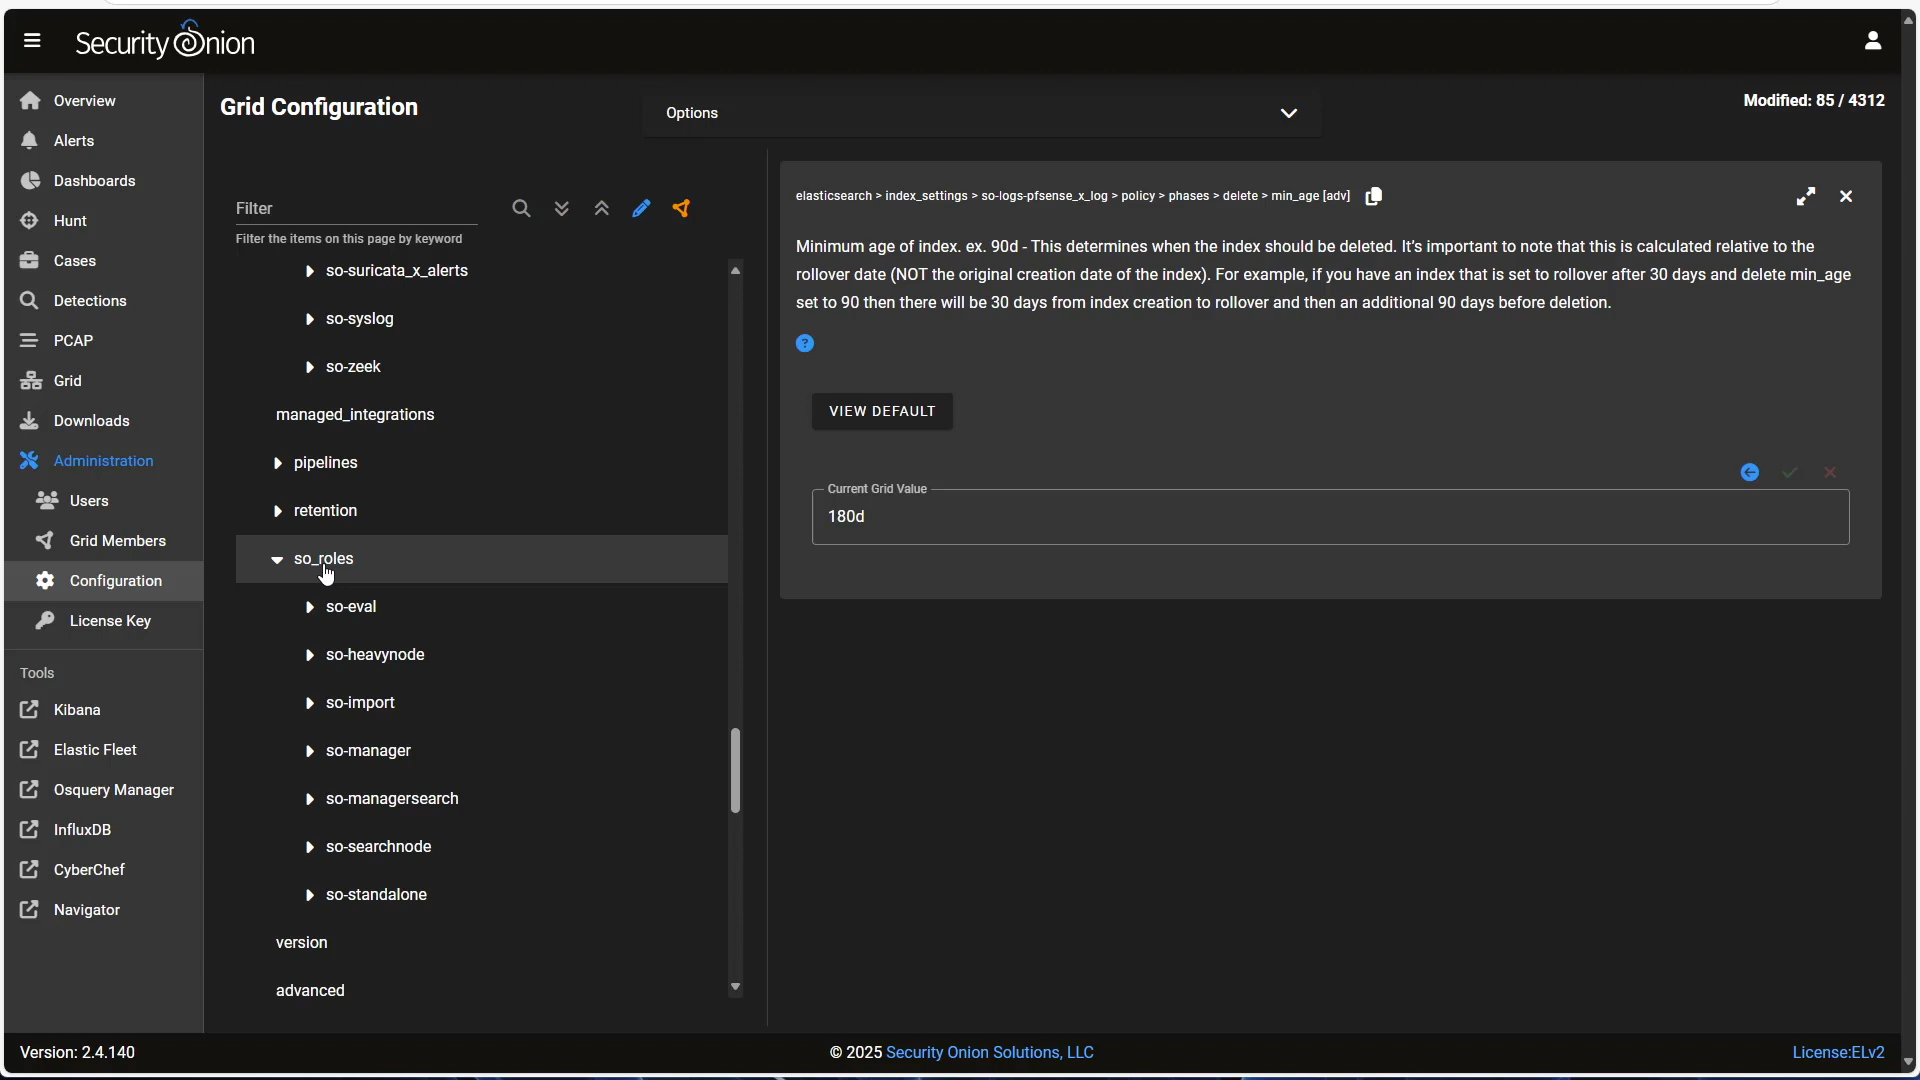 Security Onion
Overview
Alerts
Dashboards
Hunt
Cases
Detections
PCAP
Grid
Downloads
Administration
Users
Grid Members
Configuration
License Key
Tools
Kibana
Elastic Fleet
Osquery Manager
InfluxDB
CyberChef
Navigator
Grid Configuration
Options
Modified: 85 / 4312
Filter
Filter the items on this page by keyword
so-suricata_x_alerts
so-syslog
so-zeek
managed_integrations
pipelines
retention
so_roles
so-eval
so-heavynode
so-import
so-manager
so-managersearch
so-searchnode
so-standalone
version
advanced
elasticsearch > index_settings > so-logs-pfsense_x_log > policy > phases > delete > min_age [adv]
Minimum age of index. ex. 90d - This determines when the index should be deleted. It's important to note that this is calculated relative to the
rollover date (NOT the original creation date of the index). For example, if you have an index that is set to rollover after 30 days and delete min_age
set to 90 then there will be 30 days from index creation to rollover and then an additional 90 days before deletion.
?
VIEW DEFAULT
Current Grid Value
180d
Version: 2.4.140
© 2025 Security Onion Solutions, LLC
License:ELv2